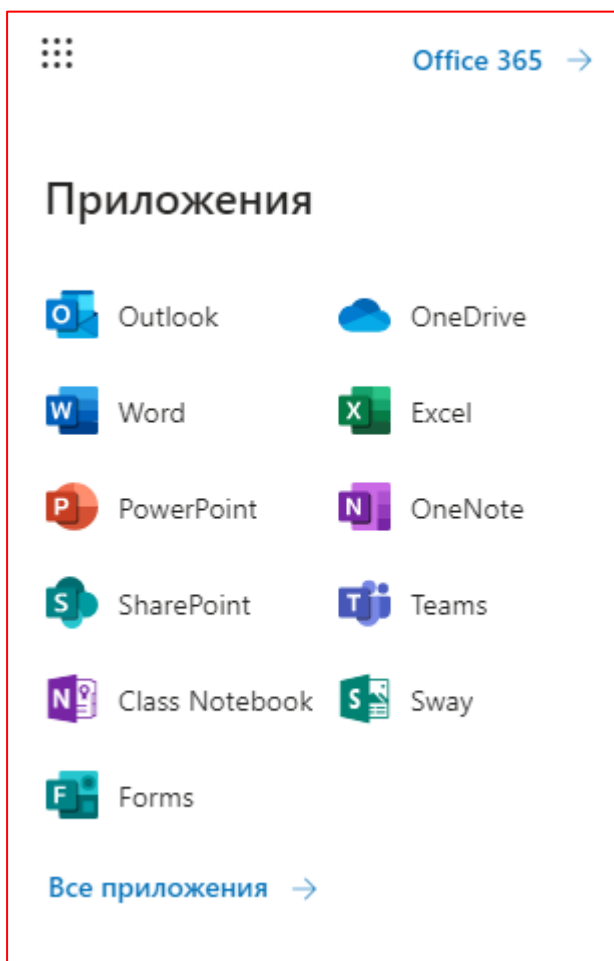 Office 365 →
Приложения
Outlook
OneDrive
Word
Excel
PowerPoint
OneNote
SharePoint
Teams
Class Notebook
Sway
Forms
Все приложения →